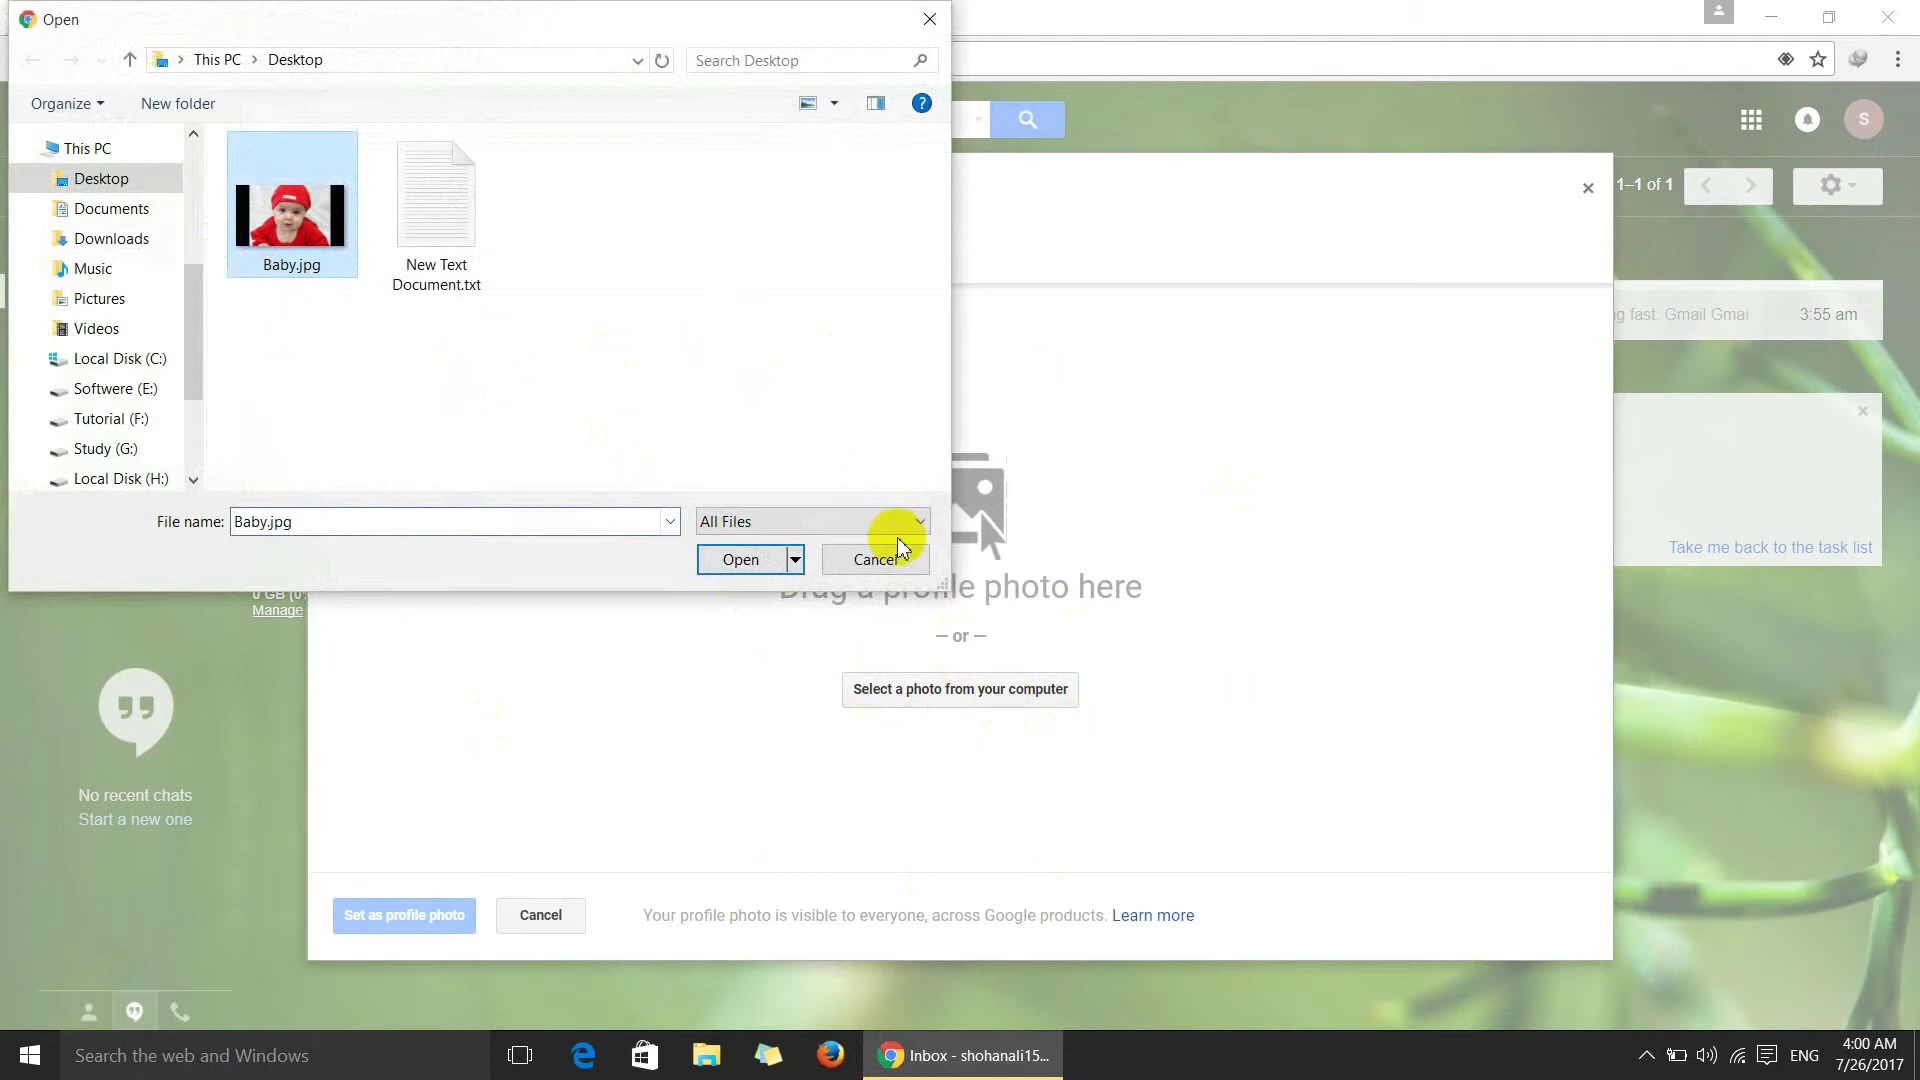 Open
This PC
Desktop
Search Desktop
Organize
New folder
?
This PC
Desktop
Documents
Downloads
Music
Pictures
Videos
Local Disk (C:)
Softwere (E:)
Tutorial (F:)
Study (G:)
Local Disk (H:)
Baby.jpg
New Text
Document.txt
File name:
Baby.jpg
All Files
Open
Cancel
S
1–1 of 1
g fast. Gmail Gmai
3:55 am
Take me back to the task list
0 GB (0%
Manage
Drag a profile photo here
— or —
Select a photo from your computer
No recent chats
Start a new one
Set as profile photo
Cancel
Your profile photo is visible to everyone, across Google products. Learn more
Search the web and Windows
Inbox - shohanali15...
ENG
4:00 AM
7/26/2017